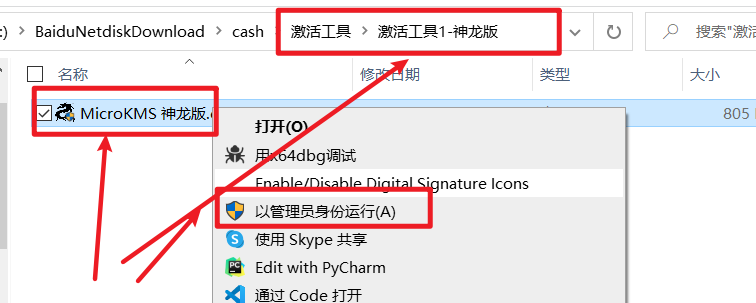 :) > BaiduNetdiskDownload > cash > 激活工具 > 激活工具1-神龙版
搜索"激活
名称 修改日期 类型 大小
MicroKMS 神龙版. 805
打开(O)
用x64dbg调试
Enable/Disable Digital Signature Icons
以管理员身份运行(A)
使用 Skype 共享
Edit with PyCharm
通过 Code 打开